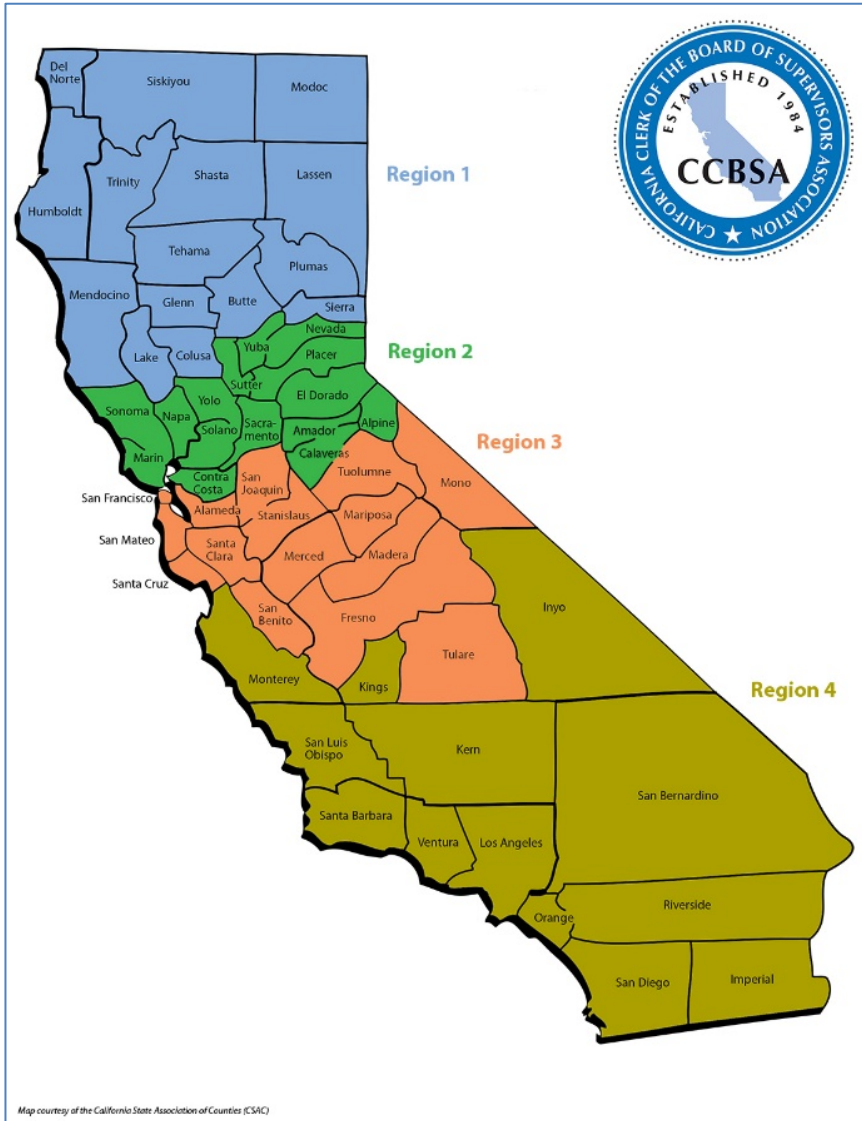 CALIFORNIA CLERK OF THE BOARD OF SUPERVISORS ASSOCIATION
ESTABLISHED 1984
CCBSA
Del
Norte
Siskiyou
Modoc
Humboldt
Trinity
Shasta
Lassen
Region 1
Tehama
Plumas
Mendocino
Glenn
Butte
Sierra
Lake
Colusa
Nevada
Yuba
Placer
Region 2
Sutter
El Dorado
Sonoma
Napa
Yolo
Solano
Sacra-
mento
Amador
Alpine
Calaveras
Marin
Contra
Costa
San
Joaquin
Tuolumne
Mono
Region 3
San Francisco
Alameda
Stanislaus
Mariposa
San Mateo
Santa
Clara
Merced
Madera
Santa Cruz
San
Benito
Fresno
Inyo
Monterey
Kings
Tulare
Region 4
San Luis
Obispo
Kern
San Bernardino
Santa Barbara
Ventura
Los Angeles
Orange
Riverside
San Diego
Imperial
Map courtesy of the California State Association of Counties (CSAC)